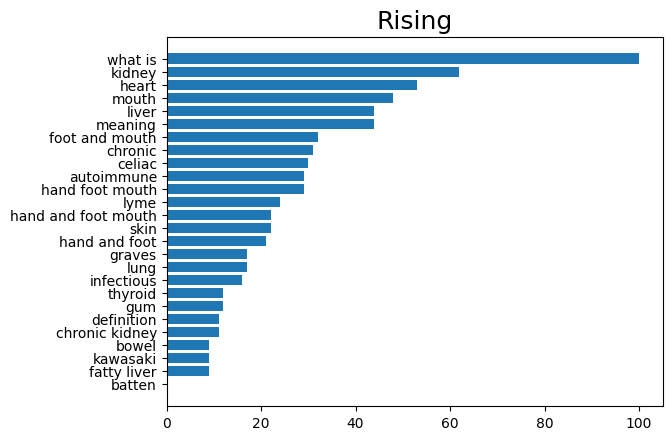 Rising
what is
kidney
heart
mouth
liver
meaning
foot and mouth
chronic
celiac
autoimmune
hand foot mouth
lyme
hand and foot mouth
skin
hand and foot
graves
lung
infectious
thyroid
gum
definition
chronic kidney
bowel
kawasaki
fatty liver
batten
0 20 40 60 80 100